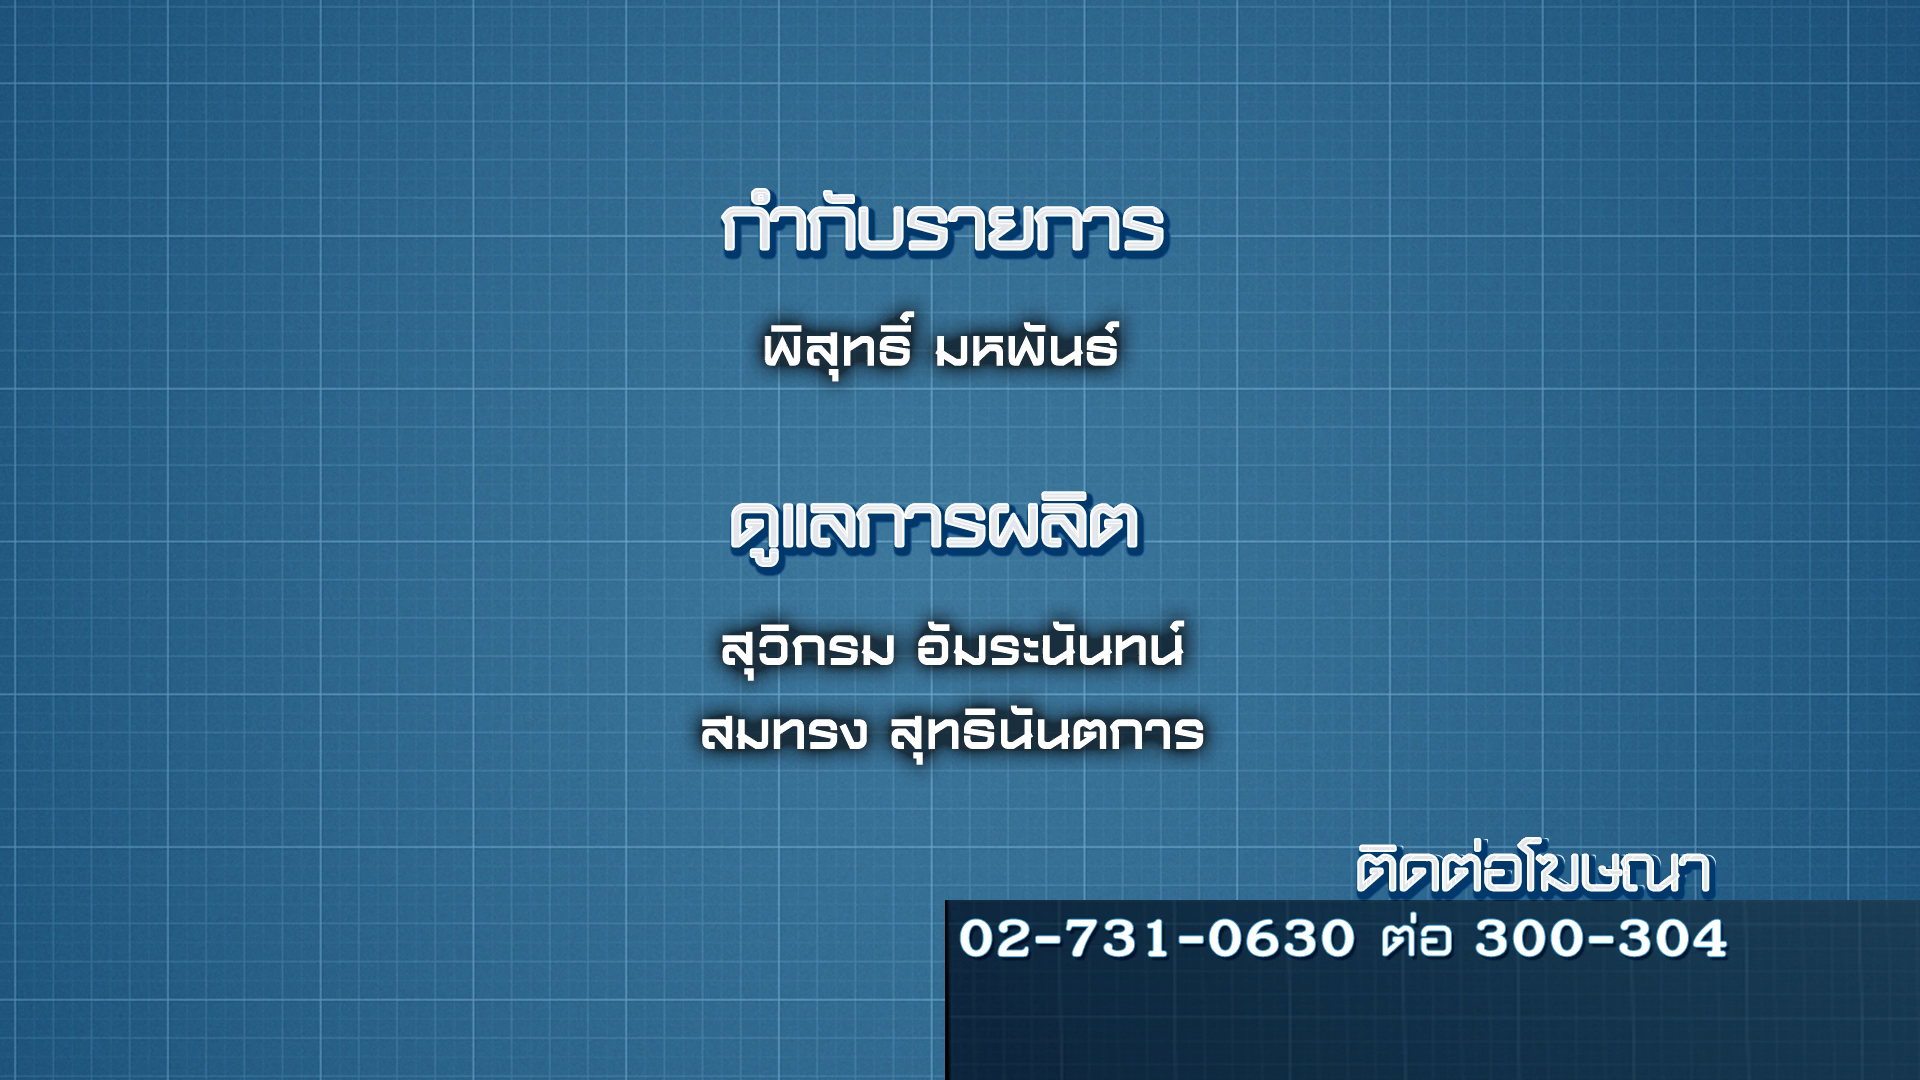 กำกับรายการ
พิสุทธิ์ มหพันธ์
ดูแลการผลิต
สุวิกรม อัมระนันทน์
สมทรง สุทธินันตการ
ติดต่อโฆษณา
02-731-0630 ต่อ 300-304